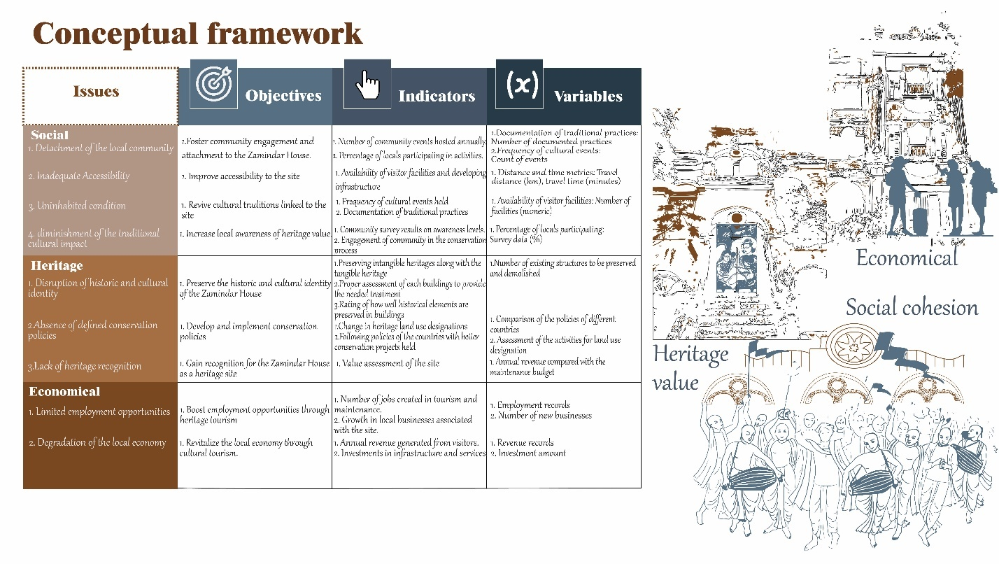 Conceptual framework
Issues
Objectives
Indicators
(x)
Variables
Social
1. Detachment of the local community
1.Foster community engagement and
attachment to the Zamindar House.
1. Number of community events hosted annually.
2. Percentage of locals participating in activities.
1.Documentation of traditional practices:
Number of documented practices
2.Frequency of cultural events:
Count of events
2. Inadequate Accessibility
1. Improve accessibility to the site
1. Availability of visitor facilities and developing
infrastructure
1. Distance and time metrics: Travel
distance (km), travel time (minutes)
3. Uninhabited condition
1. Revive cultural traditions linked to the
site
1. Frequency of cultural events held
2. Documentation of traditional practices
1. Availability of visitor facilities: Number of
facilities (numeric)
4. diminishment of the traditional
cultural impact
1. Increase local awareness of heritage value.
1. Community survey results on awareness levels.
2. Engagement of community in the conservation
process
1. Percentage of locals participating:
Survey data (%)
Heritage
1. Disruption of historic and cultural
identity
1. Preserve the historic and cultural identity
of the Zamindar House
1.Preserving intangible heritages along with the
tangible heritage
2.Proper assessment of each buildings to provide
the needed treatment
3.Rating of how well historical elements are
preserved in buildings
1.Number of existing structures to be preserved
and demolished
2.Absence of defined conservation
policies
1. Develop and implement conservation
policies
1.Change in heritage land use designations
2.Following policies of the countries with better
conservation projects held
1. Comparison of the policies of different
countries
2. Assessment of the activities for land use
designation
3.Lack of heritage recognition
1. Gain recognition for the Zamindar House
as a heritage site
1. Value assessment of the site
1. Annual revenue compared with the
maintenance budget
Economical
1. Limited employment opportunities
1. Boost employment opportunities through
heritage tourism
1. Number of jobs created in tourism and
maintenance.
2. Growth in local businesses associated
with the site.
1. Employment records
2. Number of new businesses
2. Degradation of the local economy
1. Revitalize the local economy through
cultural tourism.
1. Annual revenue generated from visitors.
2. Investments in infrastructure and services
1. Revenue records
2. Investment amount
Economical
Social cohesion
Heritage
value